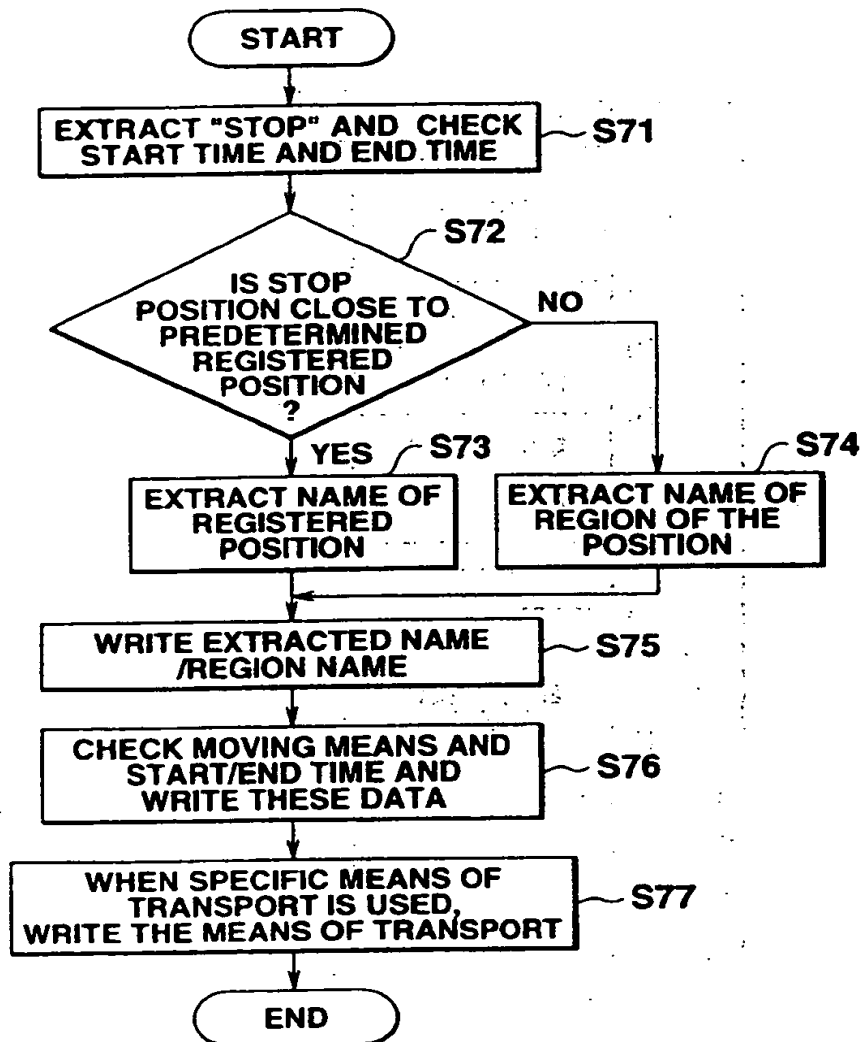 START
EXTRACT "STOP" AND CHECK
START TIME AND END TIME
S71
S72
IS STOP
POSITION CLOSE TO
PREDETERMINED
REGISTERED
POSITION
?
NO
YES
S73
S74
EXTRACT NAME OF
REGISTERED
POSITION
EXTRACT NAME OF
REGION OF THE
POSITION
WRITE EXTRACTED NAME
/REGION NAME
S75
CHECK MOVING MEANS AND
START/END TIME AND
WRITE THESE DATA
S76
WHEN SPECIFIC MEANS OF
TRANSPORT IS USED,
WRITE THE MEANS OF TRANSPORT
S77
END